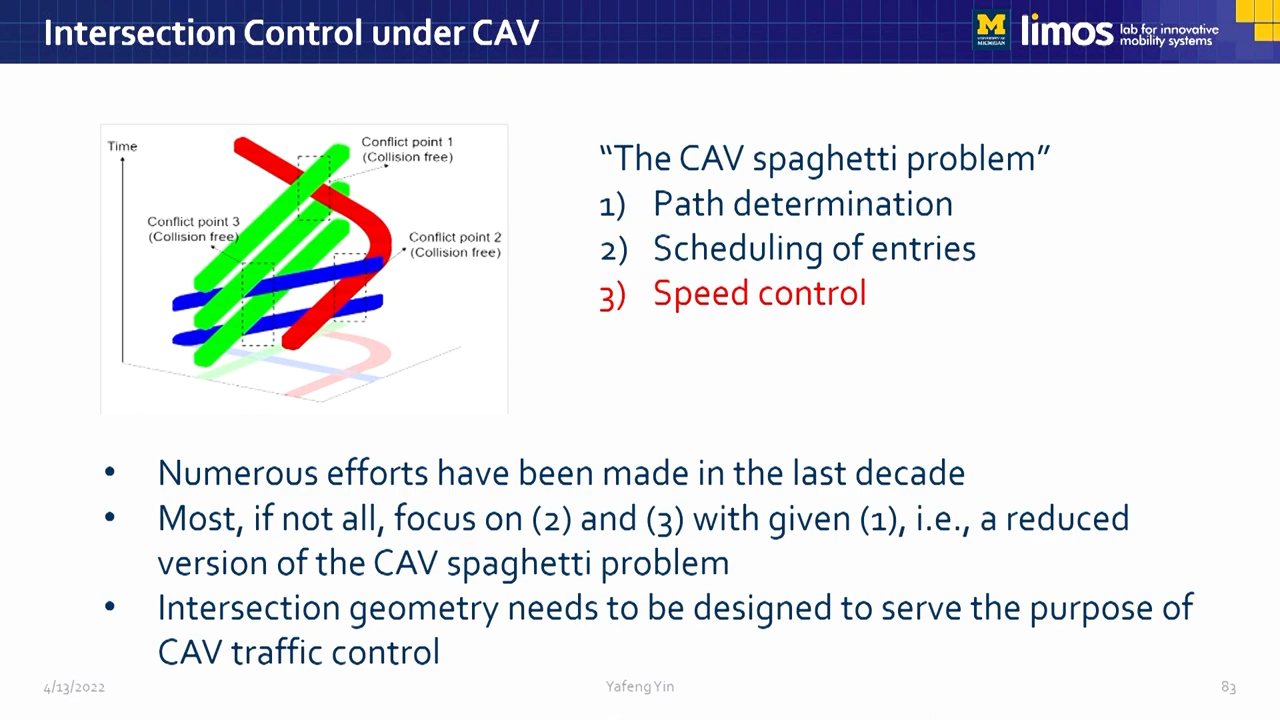 Intersection Control under CAV
M
UNIVERSITY OF
MICHIGAN
limos
lab for innovative
mobility systems
Time
Conflict point 1
(Collision free)
Conflict point 3
(Collision free)
Conflict point 2
(Collision free)
“The CAV spaghetti problem”
1) Path determination
2) Scheduling of entries
3) Speed control
• Numerous efforts have been made in the last decade
• Most, if not all, focus on (2) and (3) with given (1), i.e., a reduced
version of the CAV spaghetti problem
• Intersection geometry needs to be designed to serve the purpose of
CAV traffic control
4/13/2022
Yafeng Yin
83